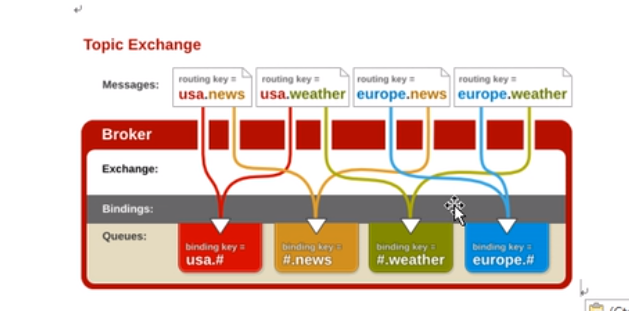 Topic Exchange
Messages:
routing key =
usa.news
routing key =
usa.weather
routing key =
europe.news
routing key =
europe.weather
Broker
Exchange:
Bindings:
Queues:
binding key =
usa.#
binding key =
#.news
binding key =
#.weather
binding key =
europe.#